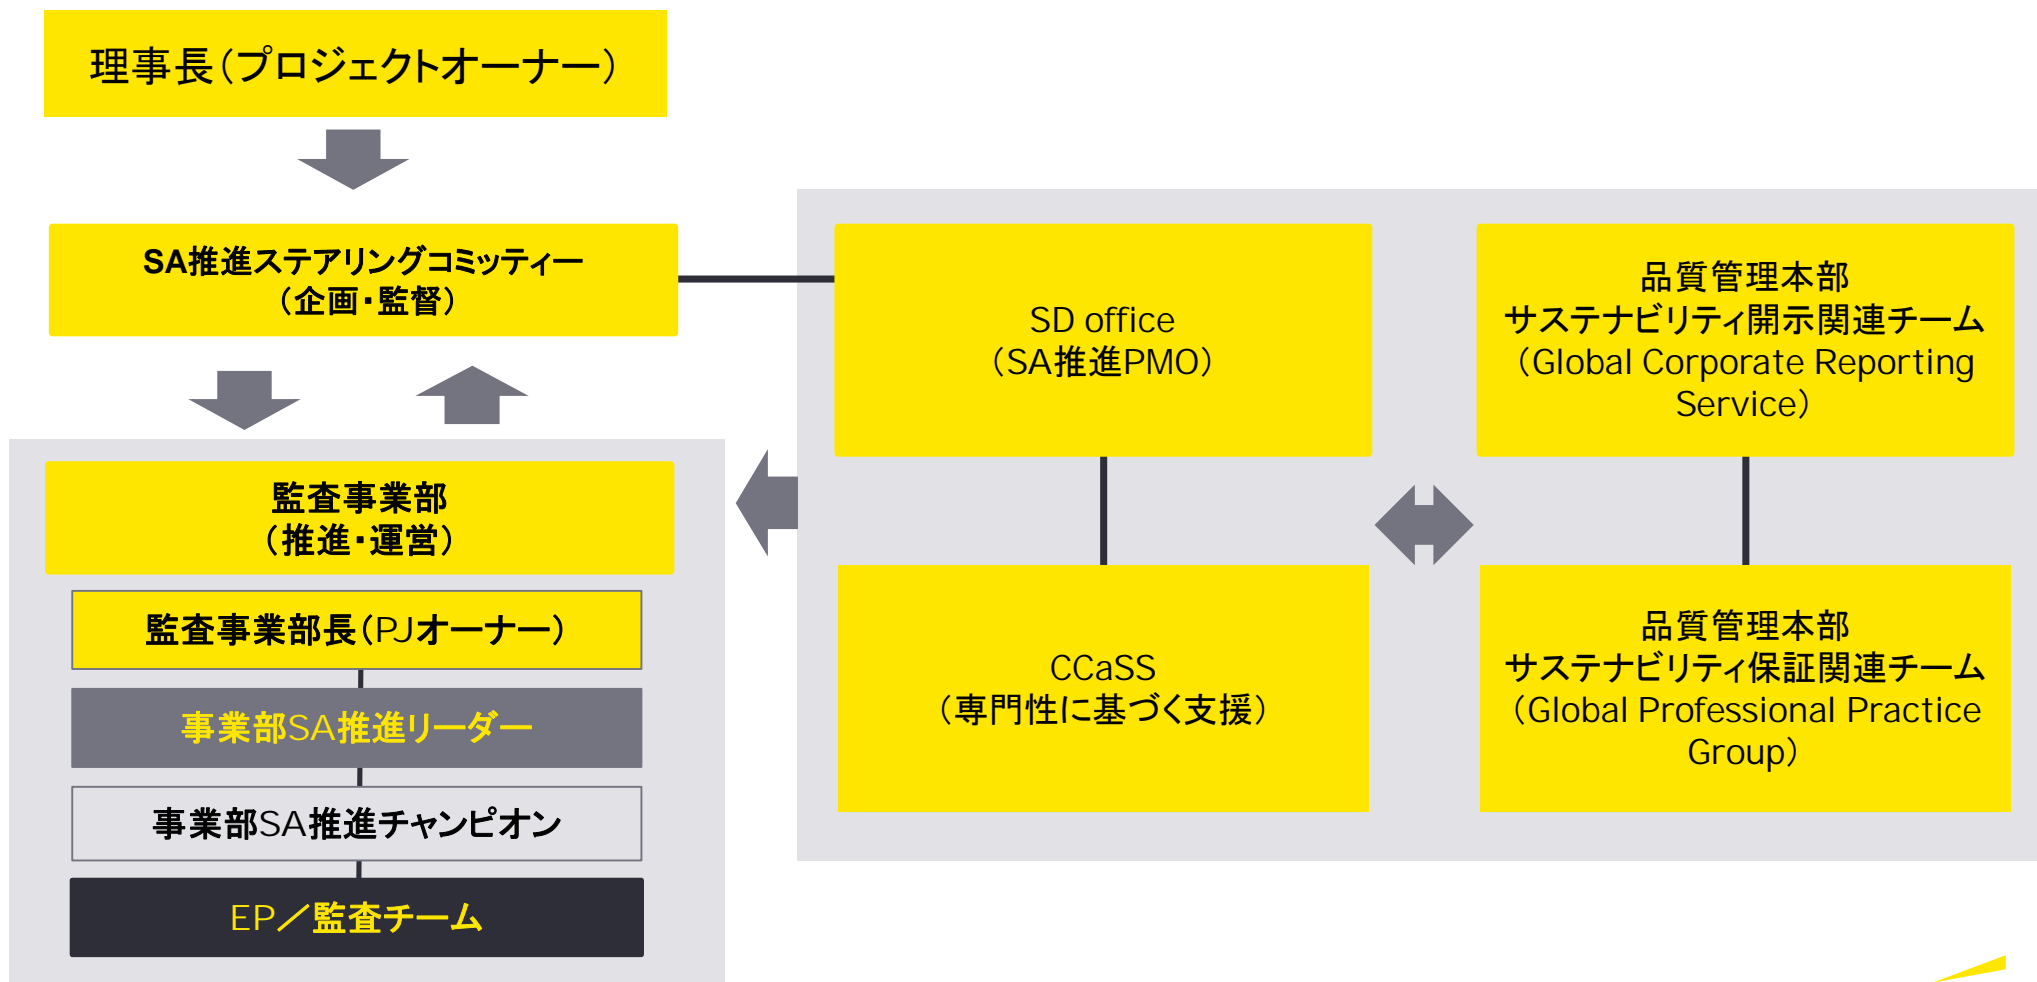 理事長（プロジェクトオーナー）
SA推進ステアリングコミッティー
（企画・監督）
監査事業部
（推進・運営）
監査事業部長（PJオーナー）
事業部SA推進リーダー
事業部SA推進チャンピオン
EP／監査チーム
SD office
（SA推進PMO）
CCaSS
（専門性に基づく支援）
品質管理本部
サステナビリティ開示関連チーム
（Global Corporate Reporting
Service）
品質管理本部
サステナビリティ保証関連チーム
（Global Professional Practice
Group）